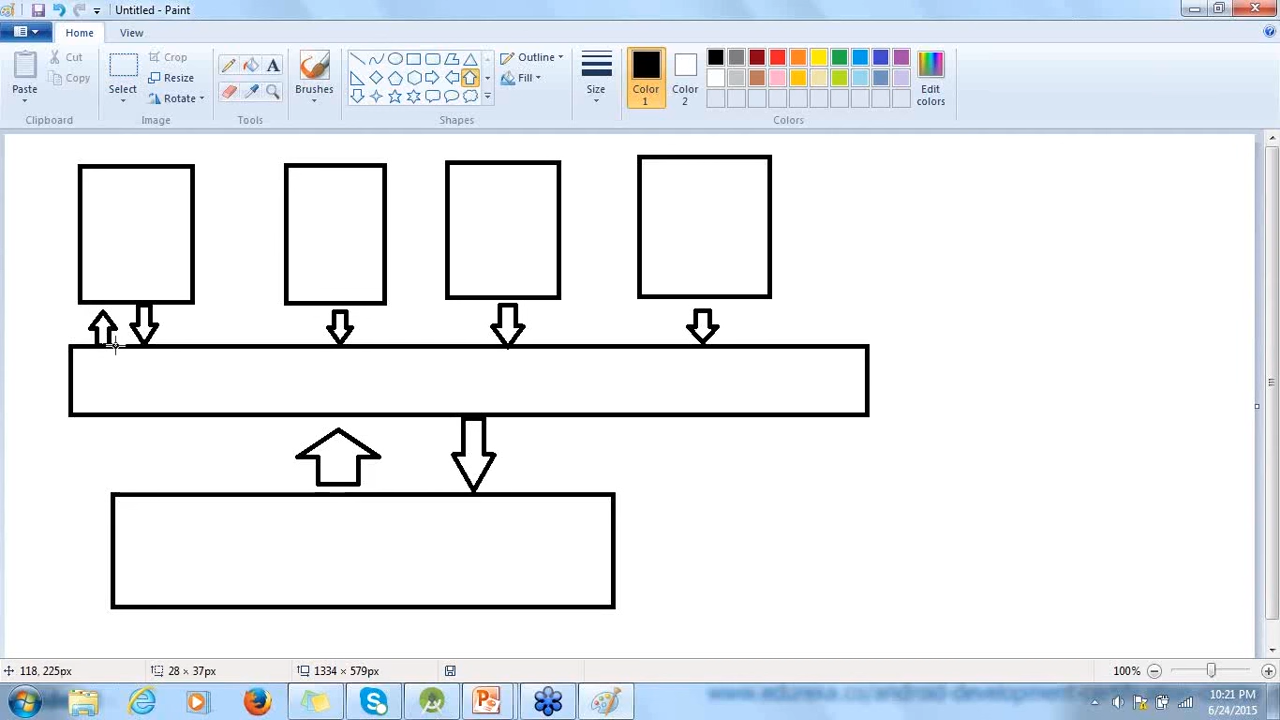 Untitled - Paint
Home
View
Paste
Cut
Copy
Clipboard
Select
Crop
Resize
Rotate
Image
A
Tools
Brushes
Shapes
Outline
Fill
Size
Color 1
Color 2
Edit colors
Colors
118, 225px
28 × 37px
1334 × 579px
100%
10:21 PM
6/24/2015